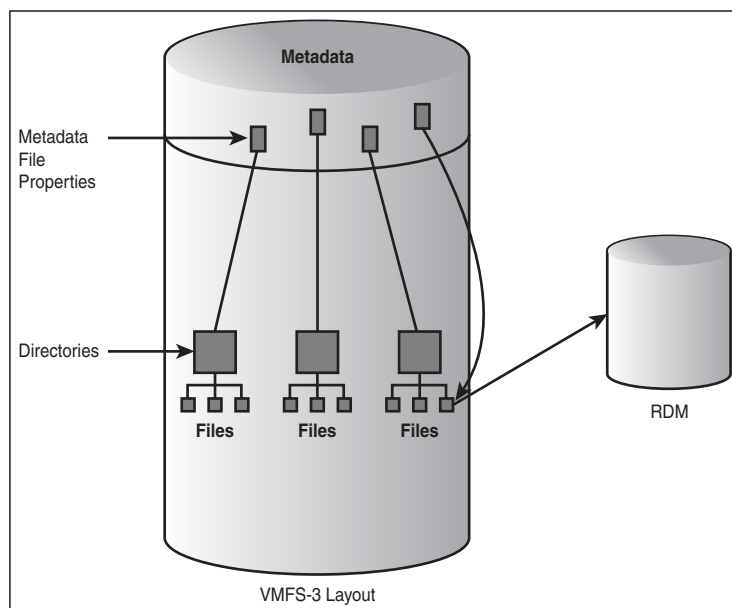 Metadata
Metadata
File
Properties
Directories
Files
Files
Files
RDM
VMFS-3 Layout